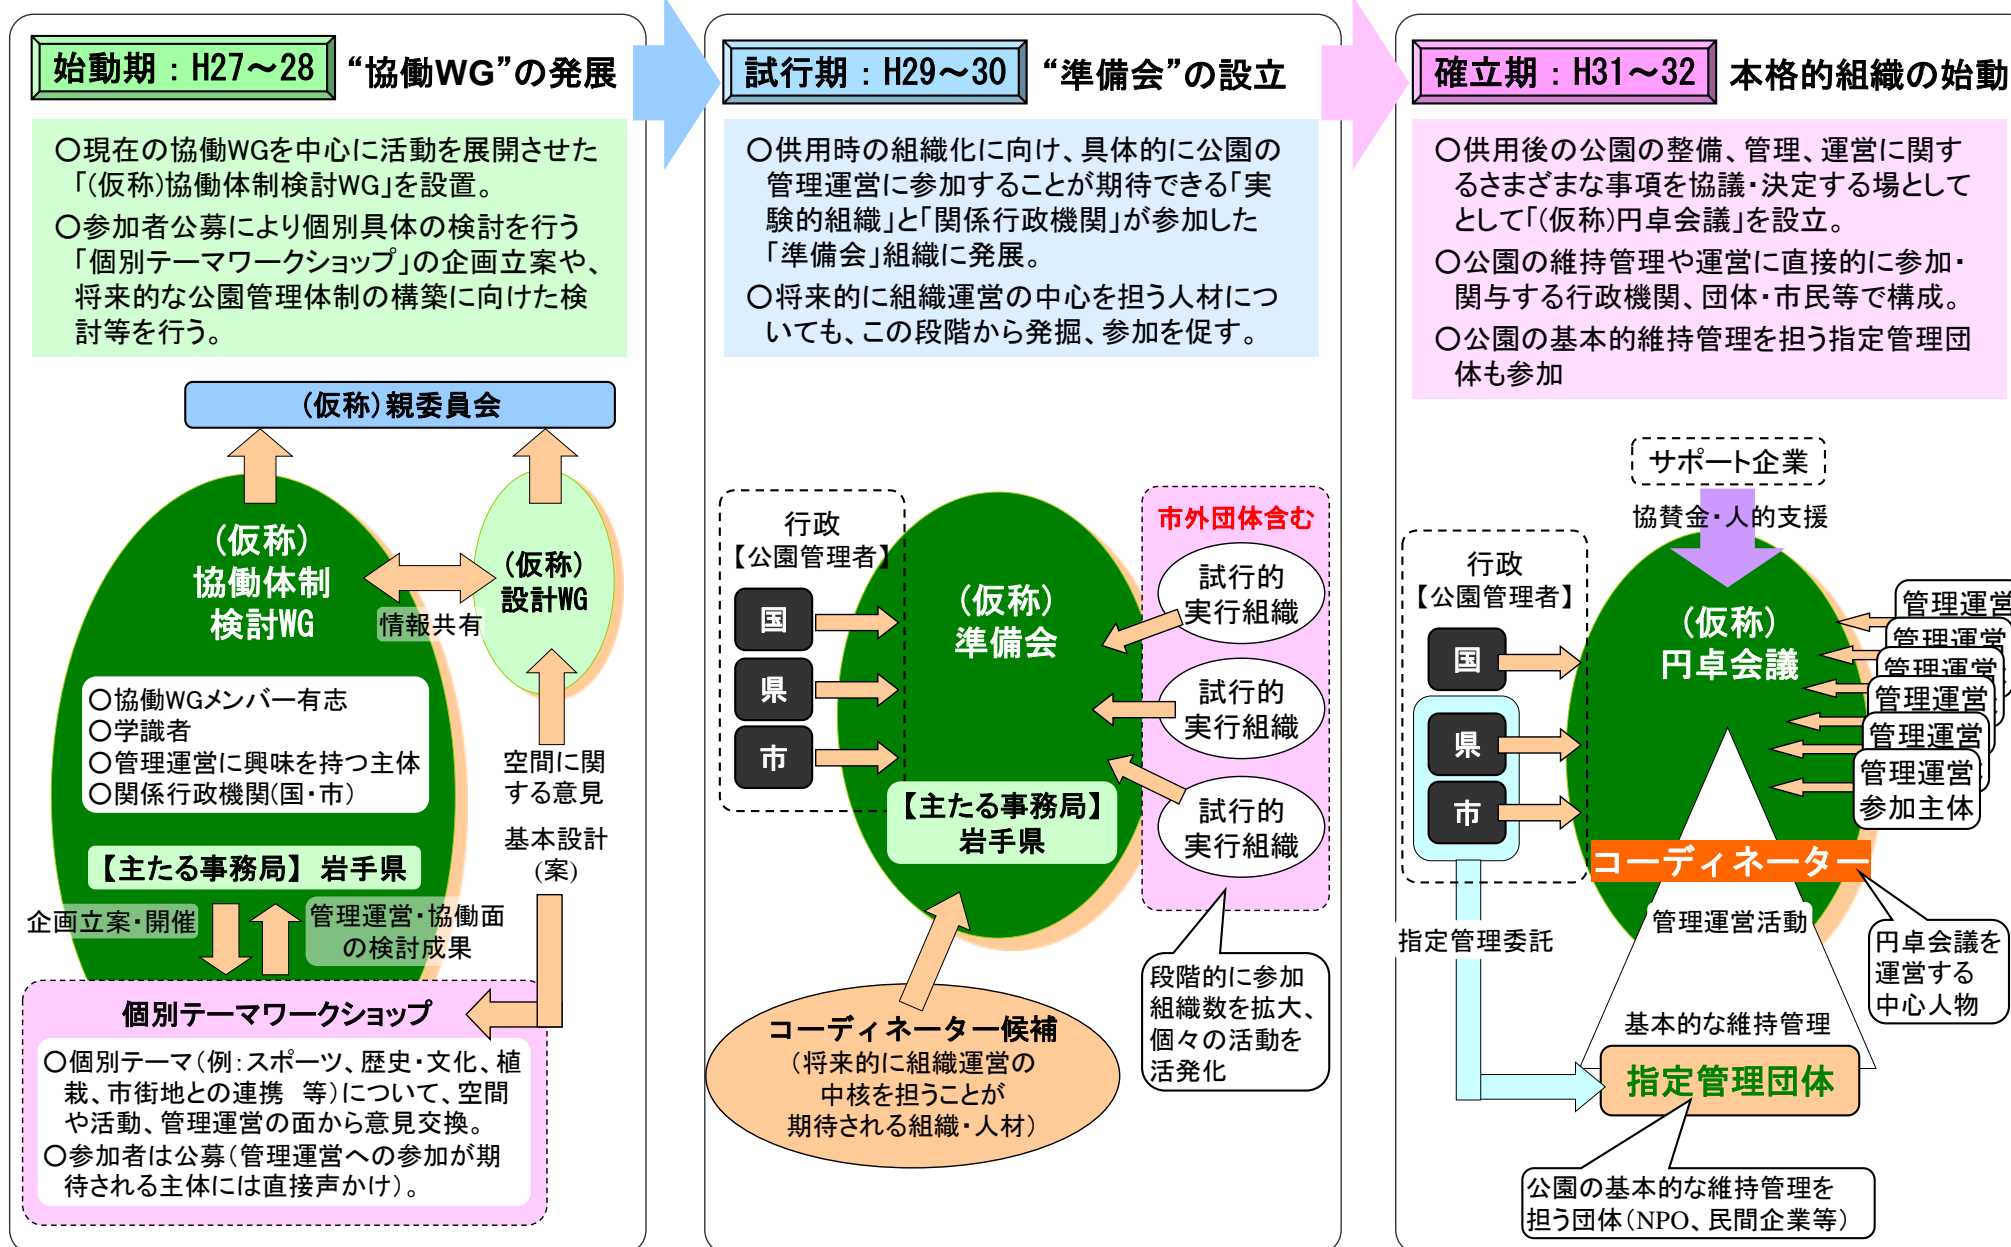 始動期：H27～28
“協働WG”の発展
○現在の協働WGを中心に活動を展開させた
「(仮称)協働体制検討WG」を設置。
○参加者公募により個別具体の検討を行う
「個別テーマワークショップ」の企画立案や、
将来的な公園管理体制の構築に向けた検
討等を行う。
(仮称)親委員会
(仮称)
協働体制
検討WG
情報共有
(仮称)
設計WG
○協働WGメンバー有志
○学識者
○管理運営に興味を持つ主体
○関係行政機関(国・市)
空間に関
する意見
基本設計
(案)
【主たる事務局】 岩手県
企画立案・開催
管理運営・協働面
の検討成果
個別テーマワークショップ
○個別テーマ(例：スポーツ、歴史・文化、植
栽、市街地との連携 等)について、空間
や活動、管理運営の面から意見交換。
○参加者は公募(管理運営への参加が期
待される主体には直接声かけ)。
試行期：H29～30
“準備会”の設立
○供用時の組織化に向け、具体的に公園の
管理運営に参加することが期待できる「実
験的組織」と「関係行政機関」が参加した
「準備会」組織に発展。
○将来的に組織運営の中心を担う人材につ
いても、この段階から発掘、参加を促す。
行政
【公園管理者】
国
県
市
(仮称)
準備会
【主たる事務局】
岩手県
市外団体含む
試行的
実行組織
試行的
実行組織
試行的
実行組織
段階的に参加
組織数を拡大、
個々の活動を
活発化
コーディネーター候補
(将来的に組織運営の
中核を担うことが
期待される組織・人材)
確立期：H31～32
本格的組織の始動
○供用後の公園の整備、管理、運営に関す
るさまざまな事項を協議・決定する場として
として「(仮称)円卓会議」を設立。
○公園の維持管理や運営に直接的に参加・
関与する行政機関、団体・市民等で構成。
○公園の基本的維持管理を担う指定管理団
体も参加
サポート企業
協賛金・人的支援
行政
【公園管理者】
国
県
市
(仮称)
円卓会議
管理運営
管理運営
管理運営
管理運営
管理運営
管理運営
参加主体
コーディネーター
管理運営活動
円卓会議を
運営する
中心人物
指定管理委託
基本的な維持管理
指定管理団体
公園の基本的な維持管理を
担う団体(NPO、民間企業等)